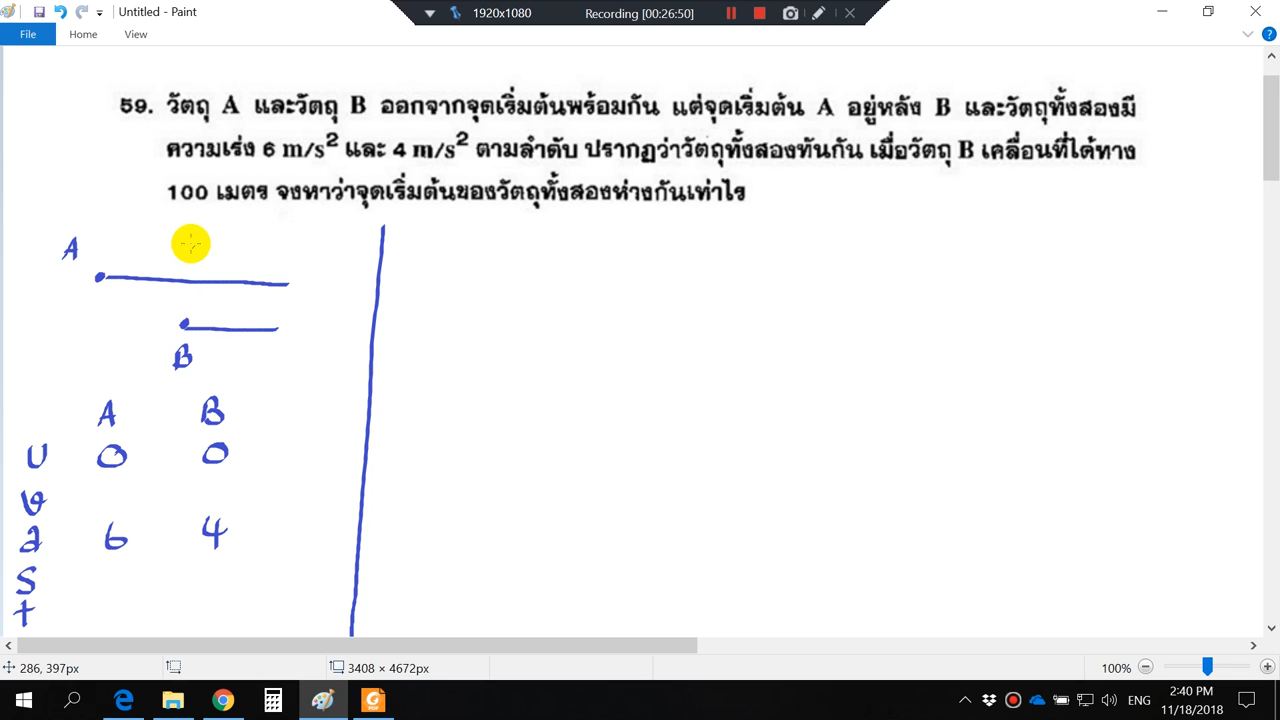 Untitled - Paint
1920x1080
Recording [00:26:50]
File Home View
59. วัตถุ A และวัตถุ B ออกจากจุดเริ่มต้นพร้อมกัน แต่จุดเริ่มต้น A อยู่หลัง B และวัตถุทั้งสองมี
ความเร่ง 6 m/s² และ 4 m/s² ตามลำดับ ปรากฏว่าวัตถุทั้งสองทันกัน เมื่อวัตถุ B เคลื่อนที่ได้ทาง
100 เมตร จงหาว่าจุดเริ่มต้นของวัตถุทั้งสองห่างกันเท่าไร
A
B
A B
U 0 0
v
a 6 4
S
t
286, 397px
3408 × 4672px
100%
PDF
ENG
2:40 PM
11/18/2018